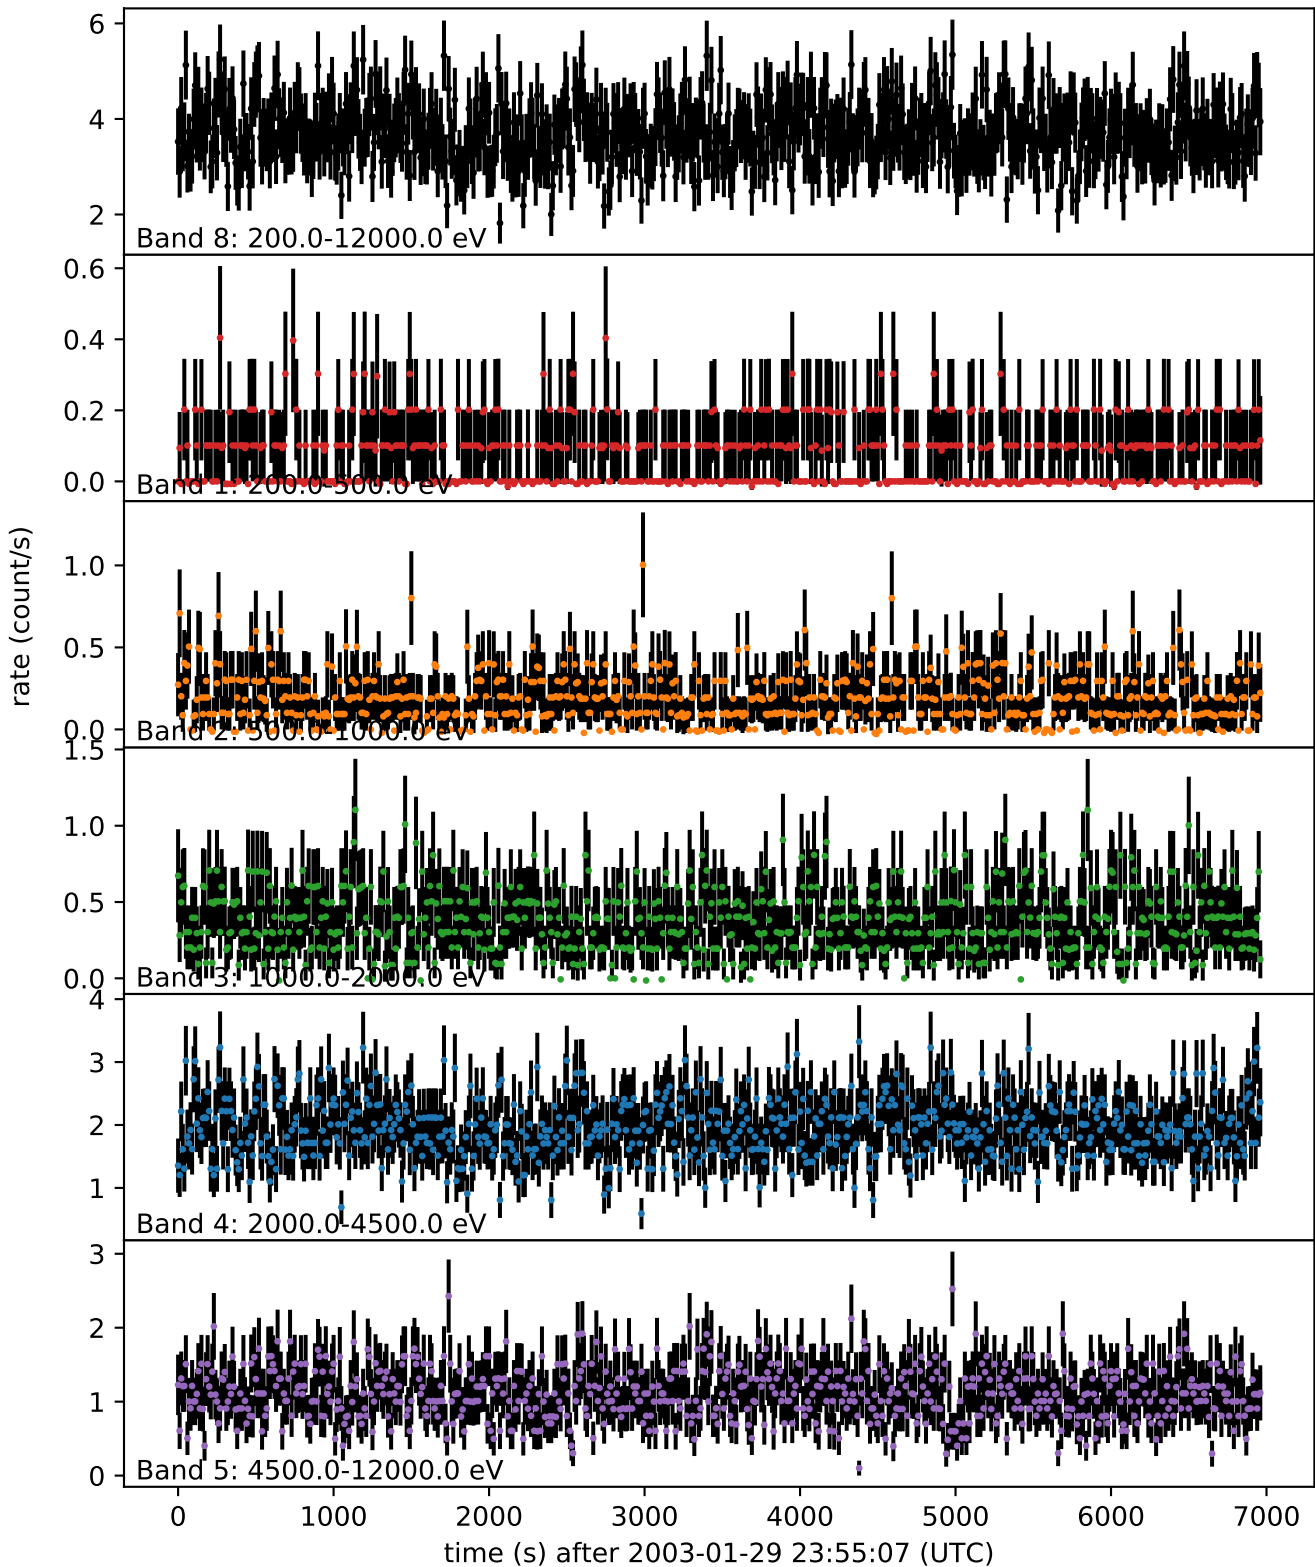 6
4
2
Band 8: 200.0-12000.0 eV
0.6
0.4
0.2
0.0
Band 1: 200.0-500.0 eV
rate (count/s)
1.0
0.5
0.0
Band 2: 500.0-1000.0 eV
1.5
1.0
0.5
0.0
Band 3: 1000.0-2000.0 eV
4
3
2
1
Band 4: 2000.0-4500.0 eV
3
2
1
0
Band 5: 4500.0-12000.0 eV
0 1000 2000 3000 4000 5000 6000 7000
time (s) after 2003-01-29 23:55:07 (UTC)